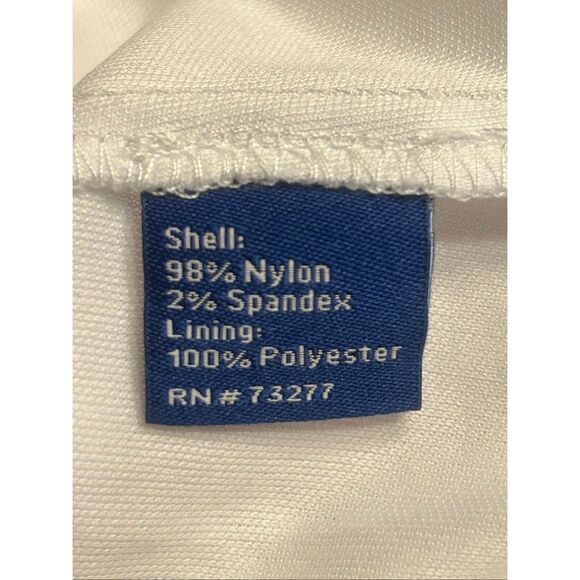 Shell:
98% Nylon
2% Spandex
Lining:
100% Polyester
RN # 73277